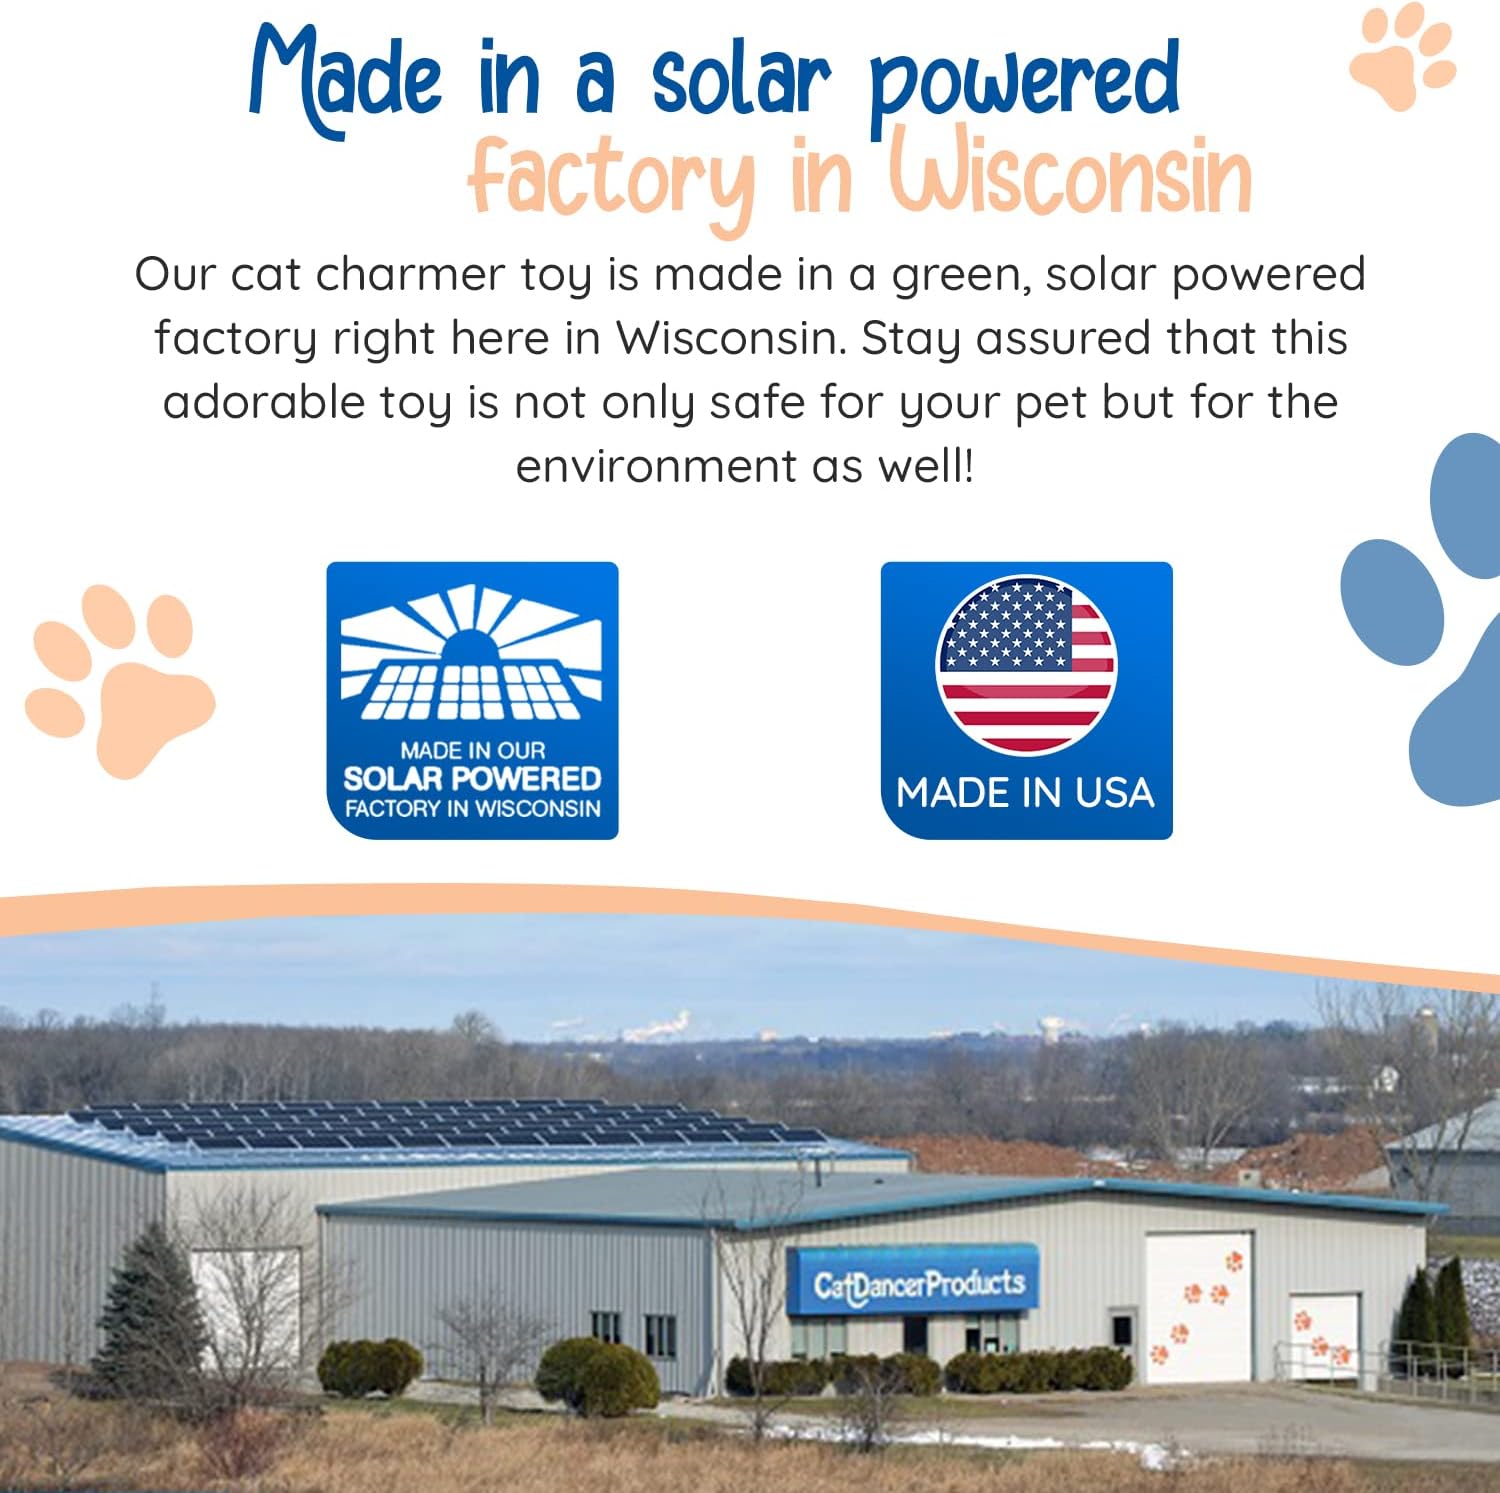 Made in a solar powered
factory in Wisconsin
Our cat charmer toy is made in a green, solar powered
factory right here in Wisconsin. Stay assured that this
adorable toy is not only safe for your pet but for the
environment as well!
MADE IN OUR
SOLAR POWERED
FACTORY IN WISCONSIN
MADE IN USA
CatDancerProducts